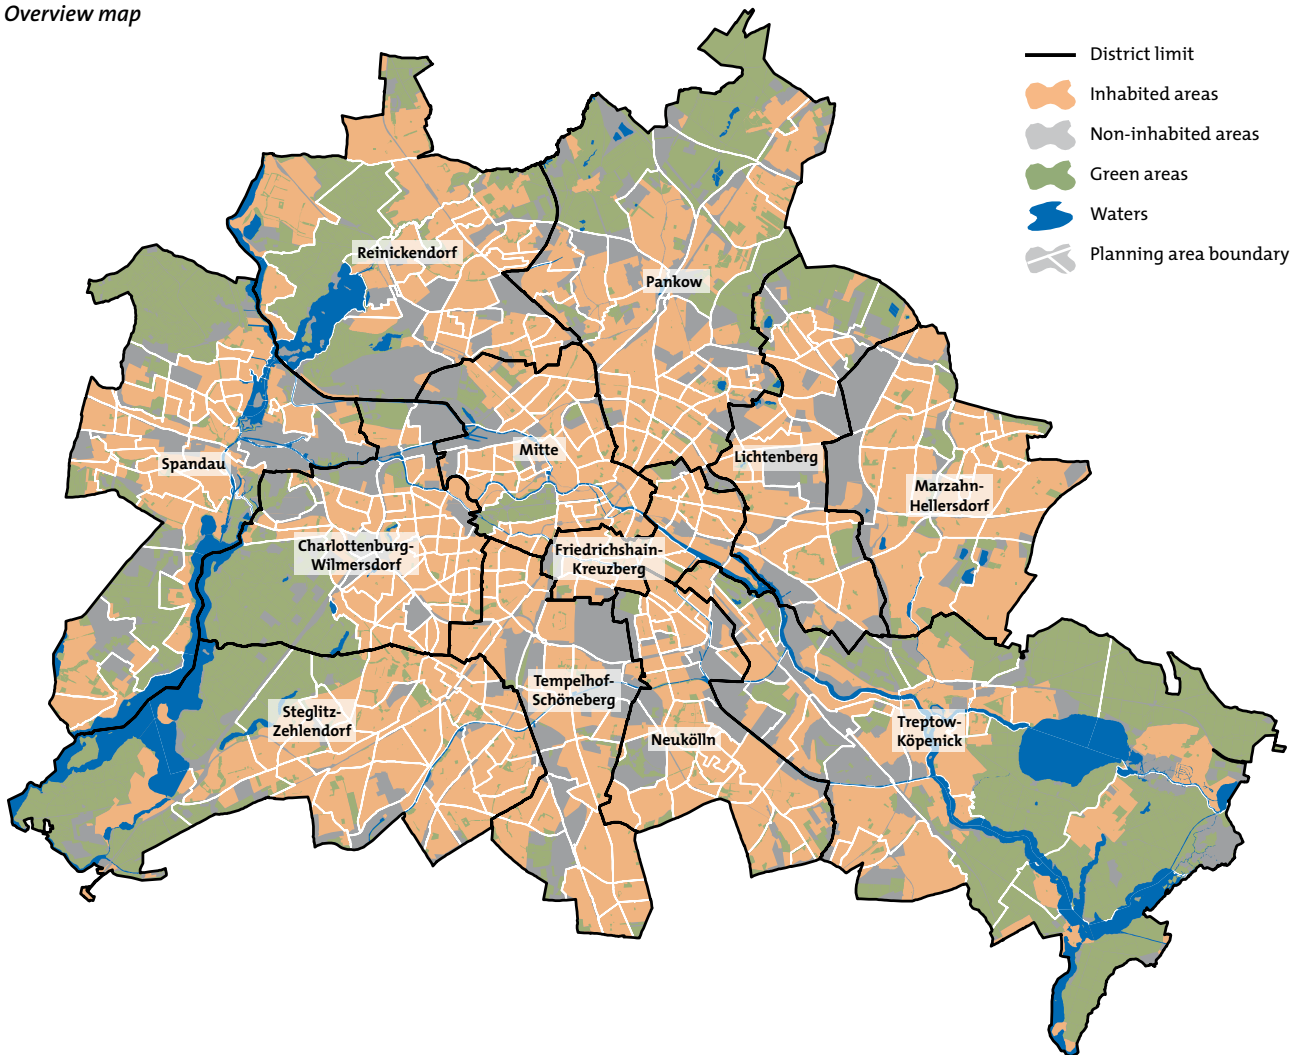 Overview map
District limit
Inhabited areas
Non-inhabited areas
Green areas
Waters
Planning area boundary
Reinickendorf
Pankow
Mitte
Lichtenberg
Spandau
Marzahn-
Hellersdorf
Charlottenburg-
Wilmersdorf
Friedrichshain-
Kreuzberg
Tempelhof-
Schöneberg
Steglitz-
Zehlendorf
Neukölln
Treptow-
Köpenick